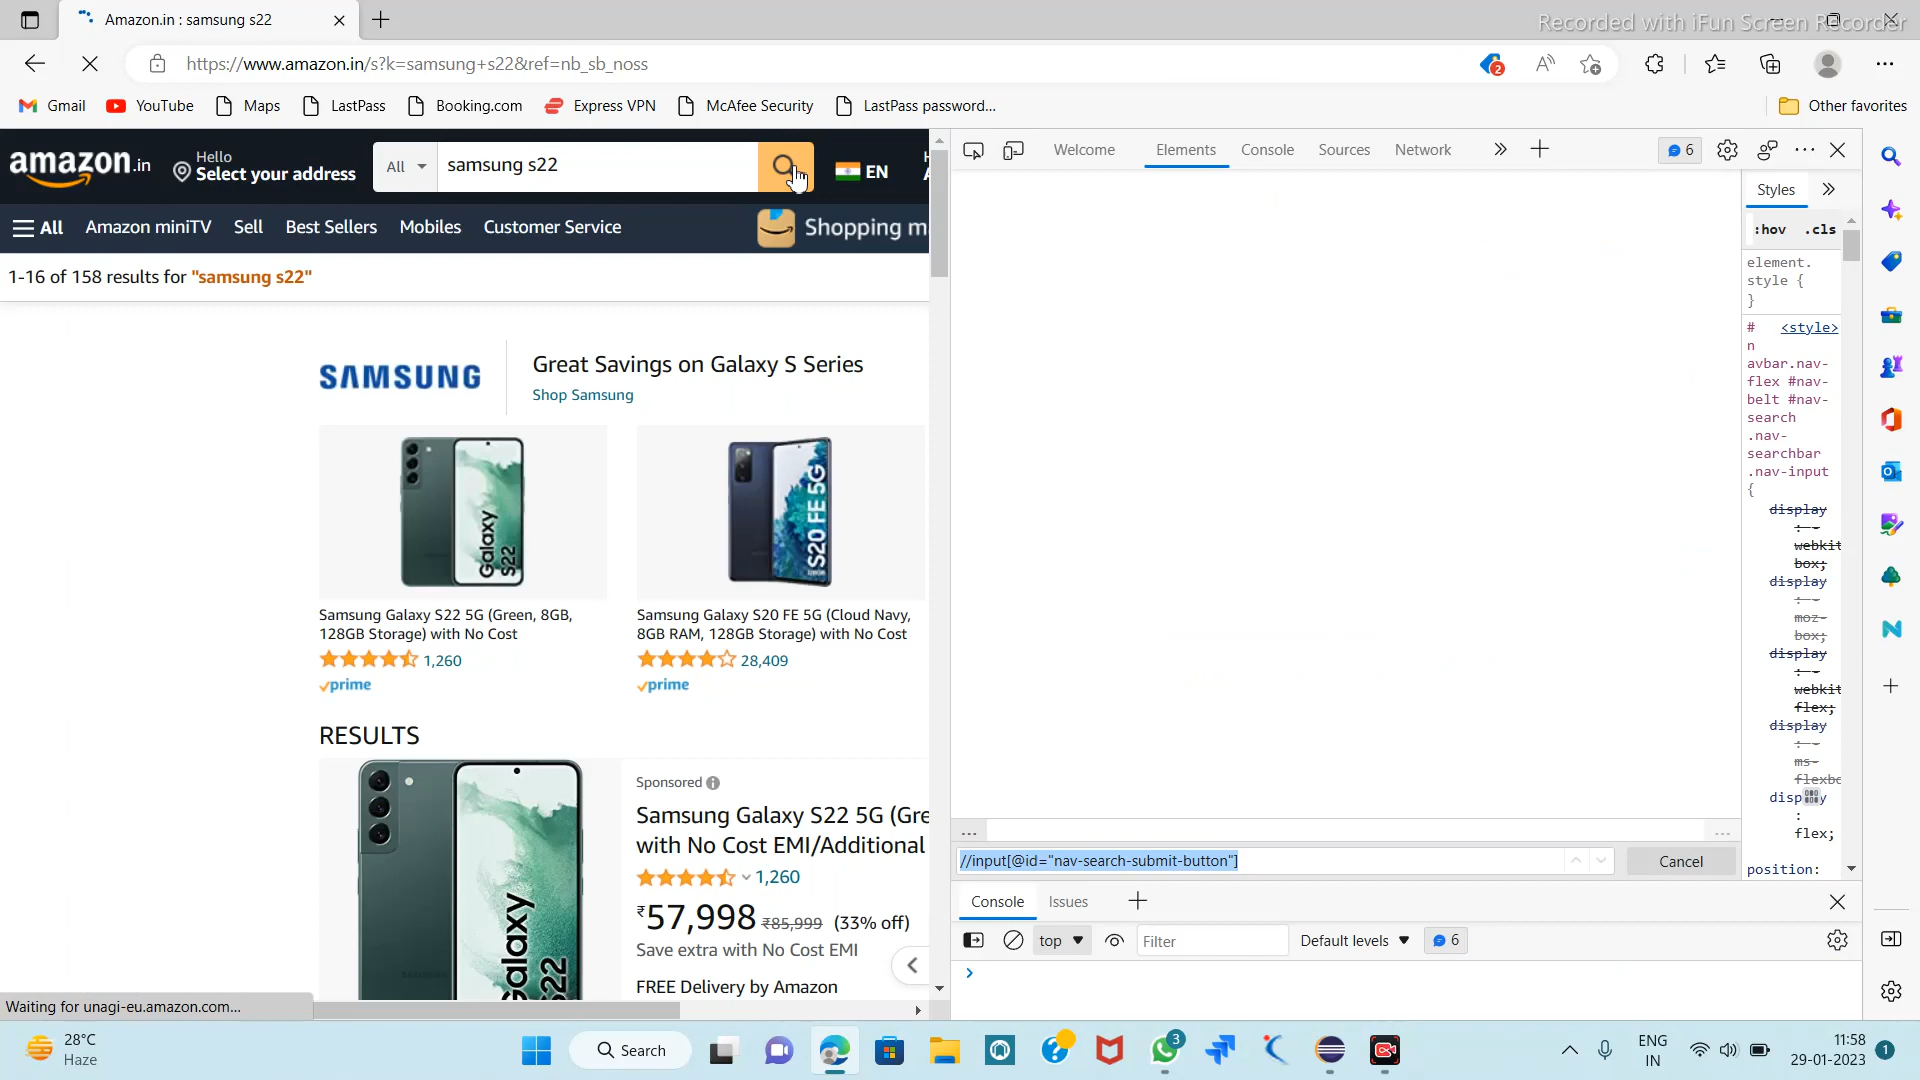 Amazon.in : samsung s22
Recorded with iFun Screen Recorder
https://www.amazon.in/s?k=samsung+s22&ref=nb_sb_noss
2
Gmail YouTube Maps LastPass Booking.com Express VPN McAfee Security LastPass password... Other favorites
amazon.in
Hello
Select your address
All
samsung s22
EN
All Amazon miniTV Sell Best Sellers Mobiles Customer Service
Shopping m
1-16 of 158 results for "samsung s22"
SAMSUNG
Great Savings on Galaxy S Series
Shop Samsung
Galaxy S22
S20 FE 5G
Samsung Galaxy S22 5G (Green, 8GB,
128GB Storage) with No Cost
1,260
prime
Samsung Galaxy S20 FE 5G (Cloud Navy,
8GB RAM, 128GB Storage) with No Cost
28,409
prime
RESULTS
Sponsored
Samsung Galaxy S22 5G (Gre
with No Cost EMI/Additional
1,260
₹57,998 ₹85,999 (33% off)
Save extra with No Cost EMI
FREE Delivery by Amazon
Waiting for unagi-eu.amazon.com...
Welcome Elements Console Sources Network
6
Styles
:hov .cls
element.
style {
}
# <style>
n
avbar.nav-
flex #nav-
belt #nav-
search
.nav-
searchbar
.nav-input
{
display
: -
webkit
box;
display
: -
moz-
box;
display
: -
webkit
flex;
display
: -
ms-
flexbo
display
:
flex;
position:
... ...
//input[@id="nav-search-submit-button"]
Cancel
Console Issues
top
Filter
Default levels
6
28°C
Haze
Search
3
ENG
IN
11:58
29-01-2023
1